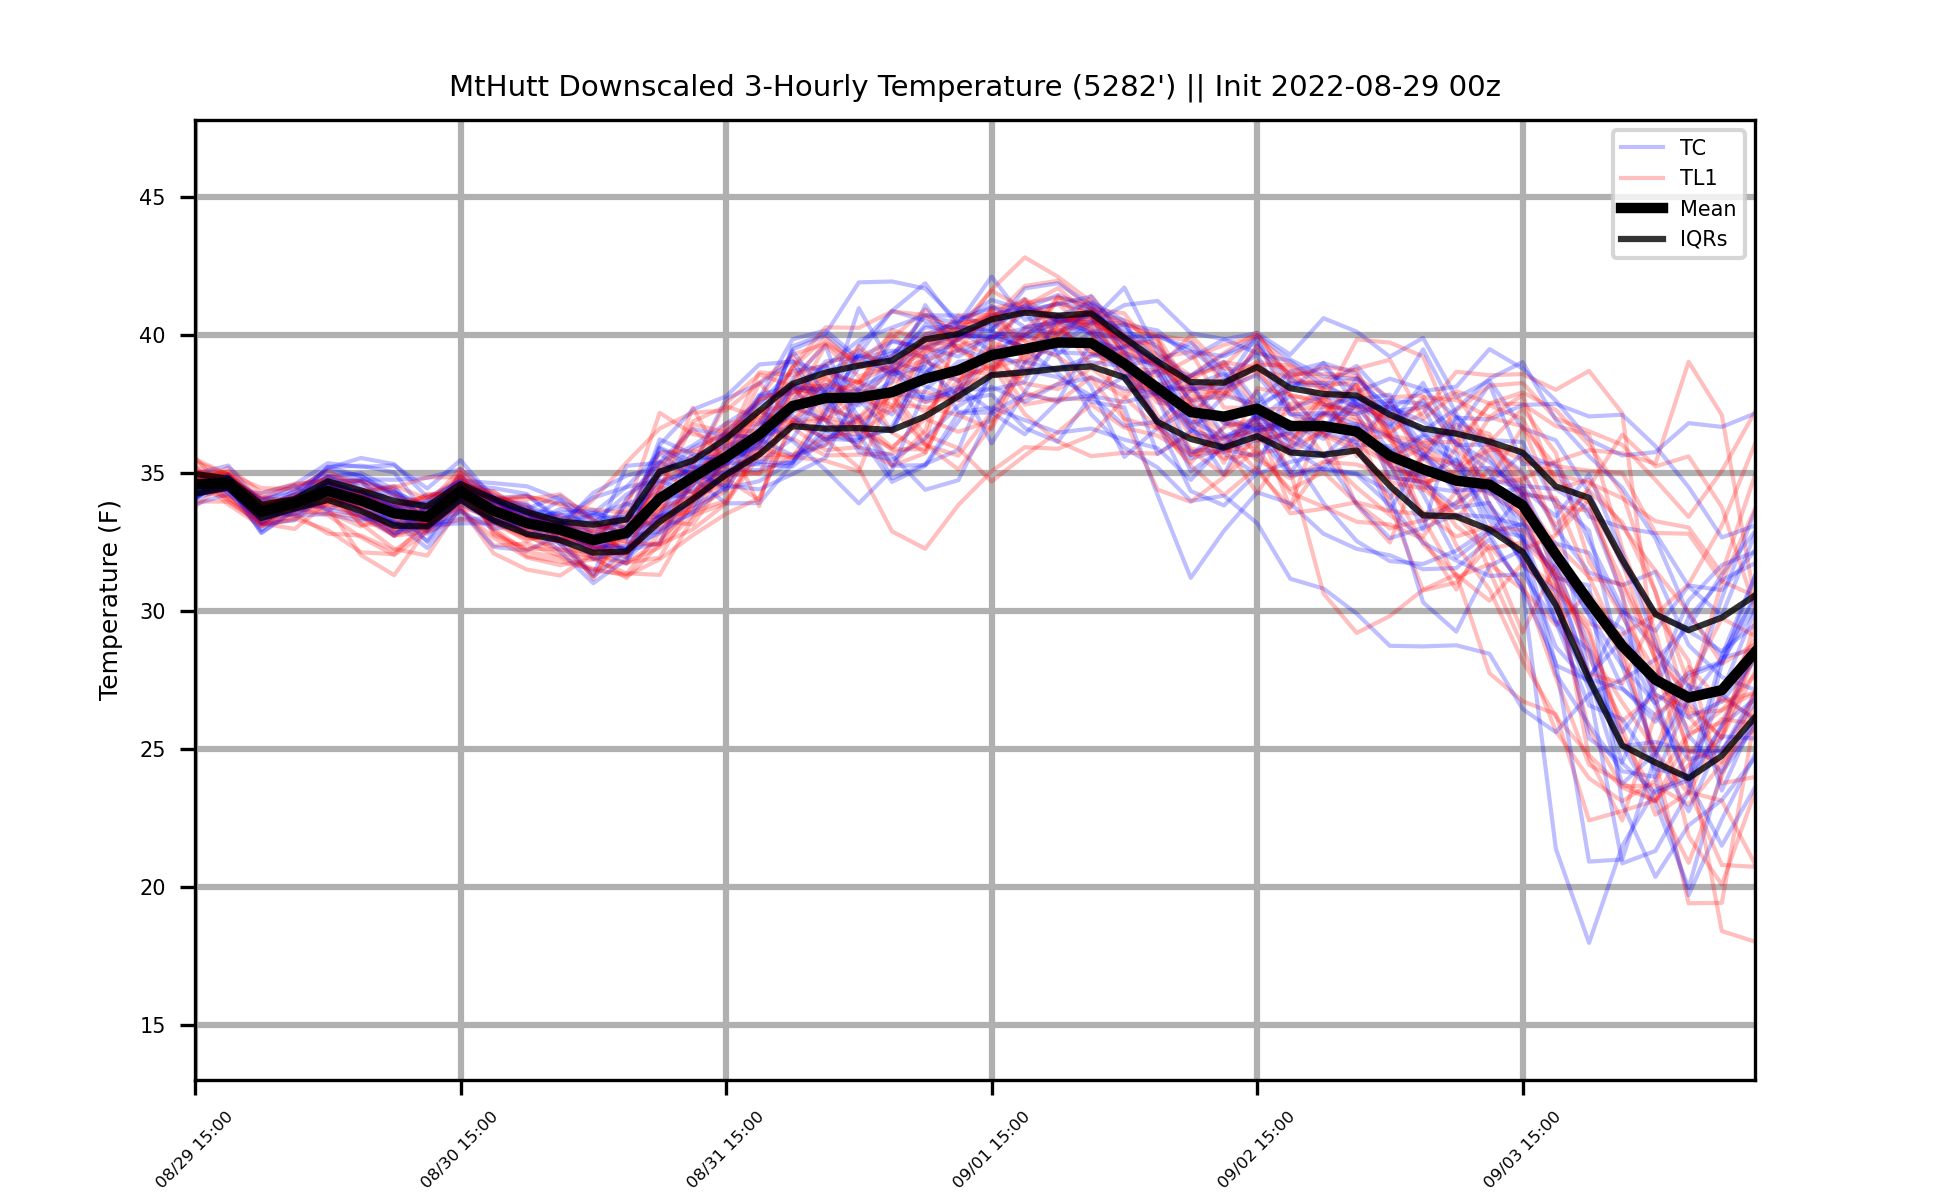 MtHutt Downscaled 3-Hourly Temperature (5282') || Init 2022-08-29 00z
TC
TL1
Mean
IQRs
Temperature (F)
45
40
35
30
25
20
15
08/29 15:00
08/30 15:00
08/31 15:00
09/01 15:00
09/02 15:00
09/03 15:00